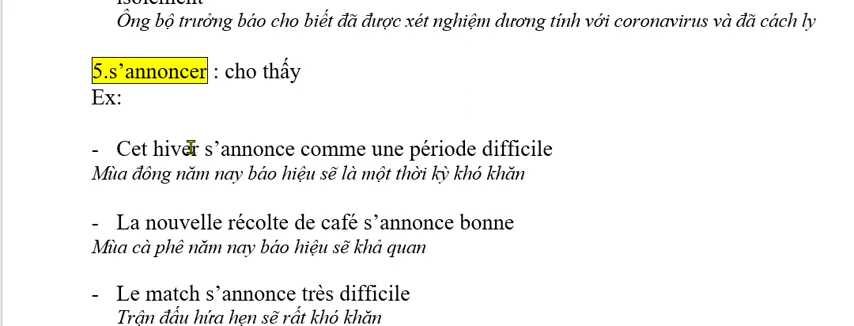 isolement
Ông bộ trưởng báo cho biết đã được xét nghiệm dương tính với coronavirus và đã cách ly
5.s’annoncer : cho thấy
Ex:
- Cet hiver s’annonce comme une période difficile
Mùa đông năm nay báo hiệu sẽ là một thời kỳ khó khăn
- La nouvelle récolte de café s’annonce bonne
Mùa cà phê năm nay báo hiệu sẽ khả quan
- Le match s’annonce très difficile
Trận đấu hứa hẹn sẽ rất khó khăn